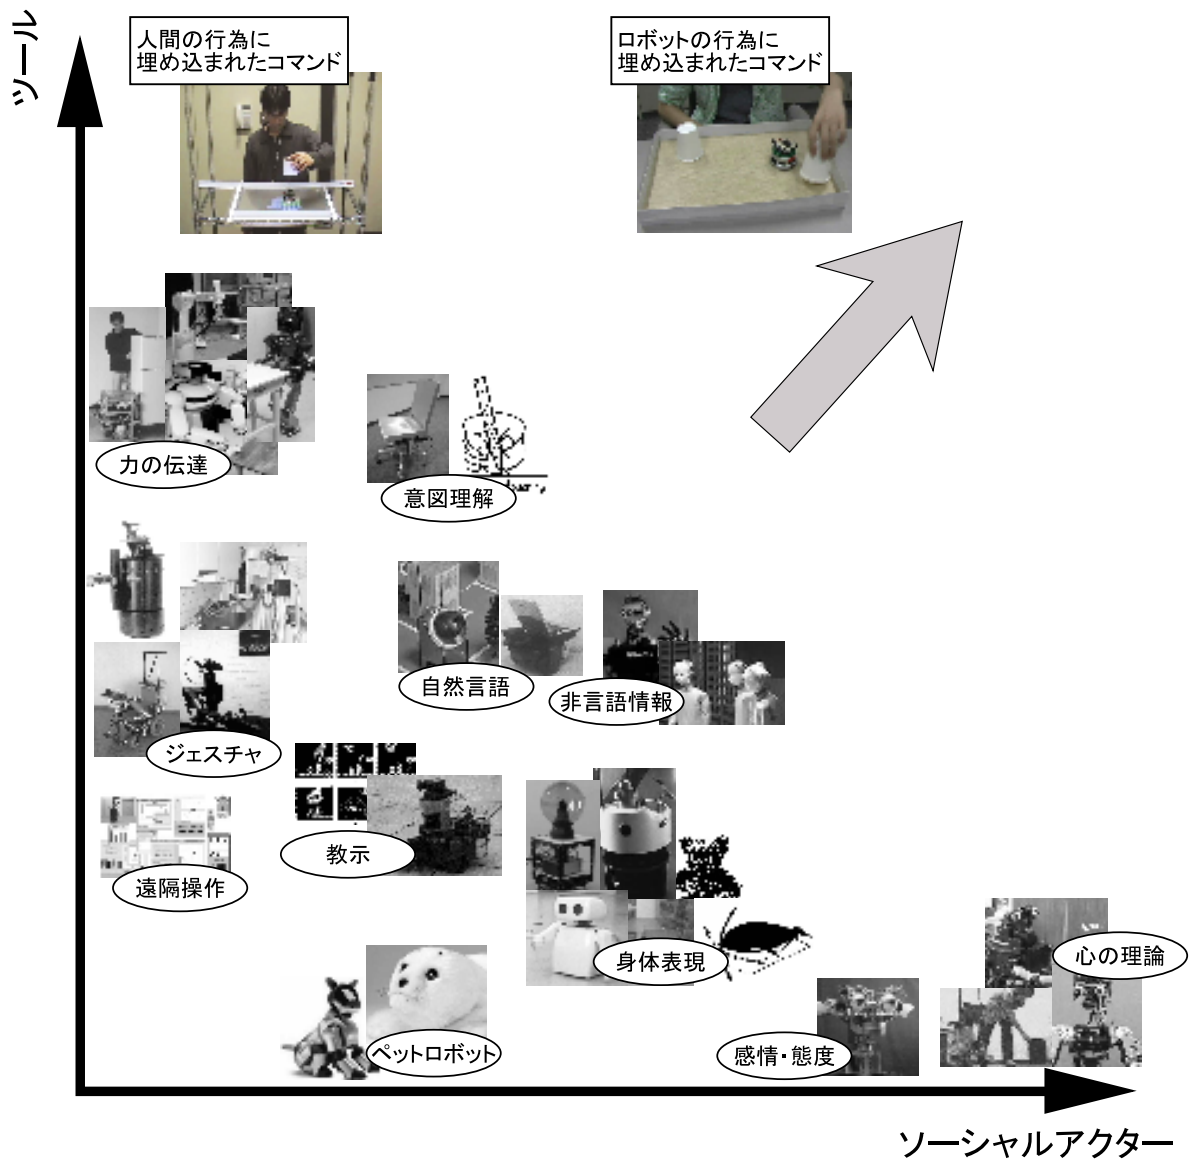 ツール
人間の行為に
埋め込まれたコマンド
ロボットの行為に
埋め込まれたコマンド
力の伝達
意図理解
自然言語
非言語情報
ジェスチャ
教示
遠隔操作
身体表現
心の理論
ペットロボット
感情・態度
ソーシャルアクター